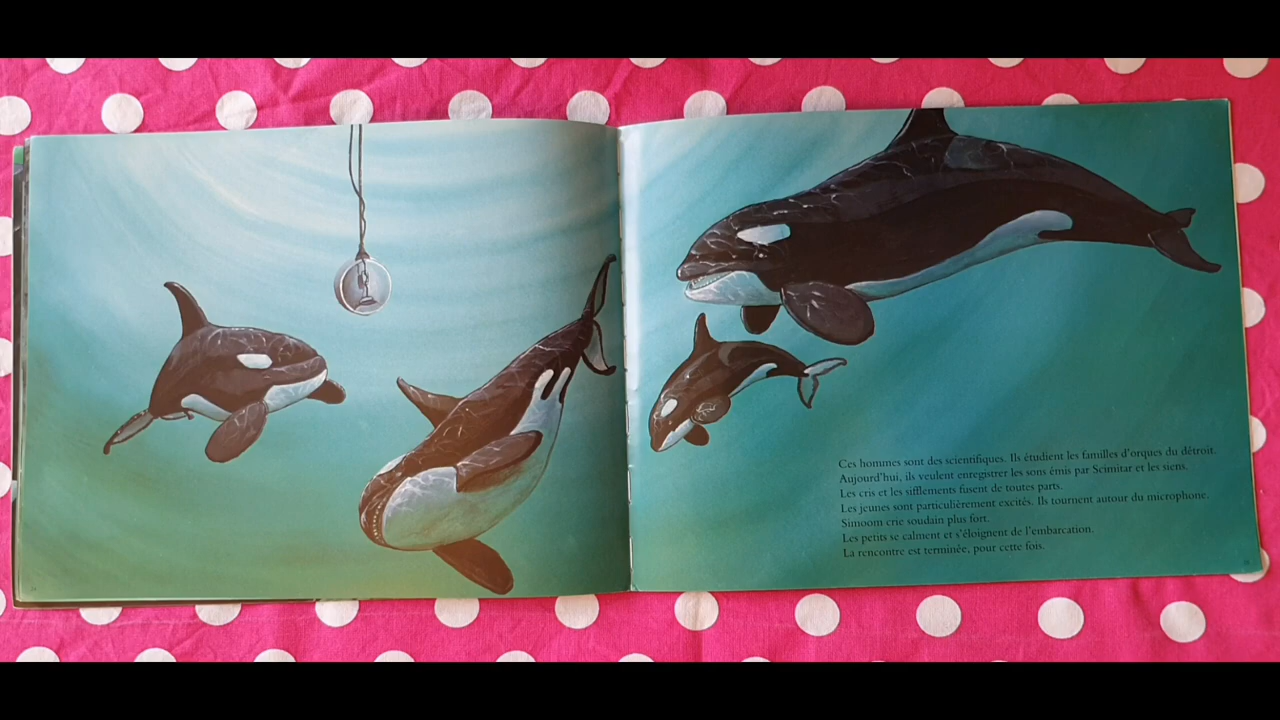 Ces hommes sont des scientifiques. Ils étudient les familles d'orques du détroit.
Aujourd'hui, ils veulent enregistrer les sons émis par Scimitar et les siens.
Les cris et les sifflements fusent de toutes parts.
Les jeunes sont particulièrement excités. Ils tournent autour du microphone.
Simoom crie soudain plus fort.
Les petits se calment et s'éloignent de l'embarcation.
La rencontre est terminée, pour cette fois.